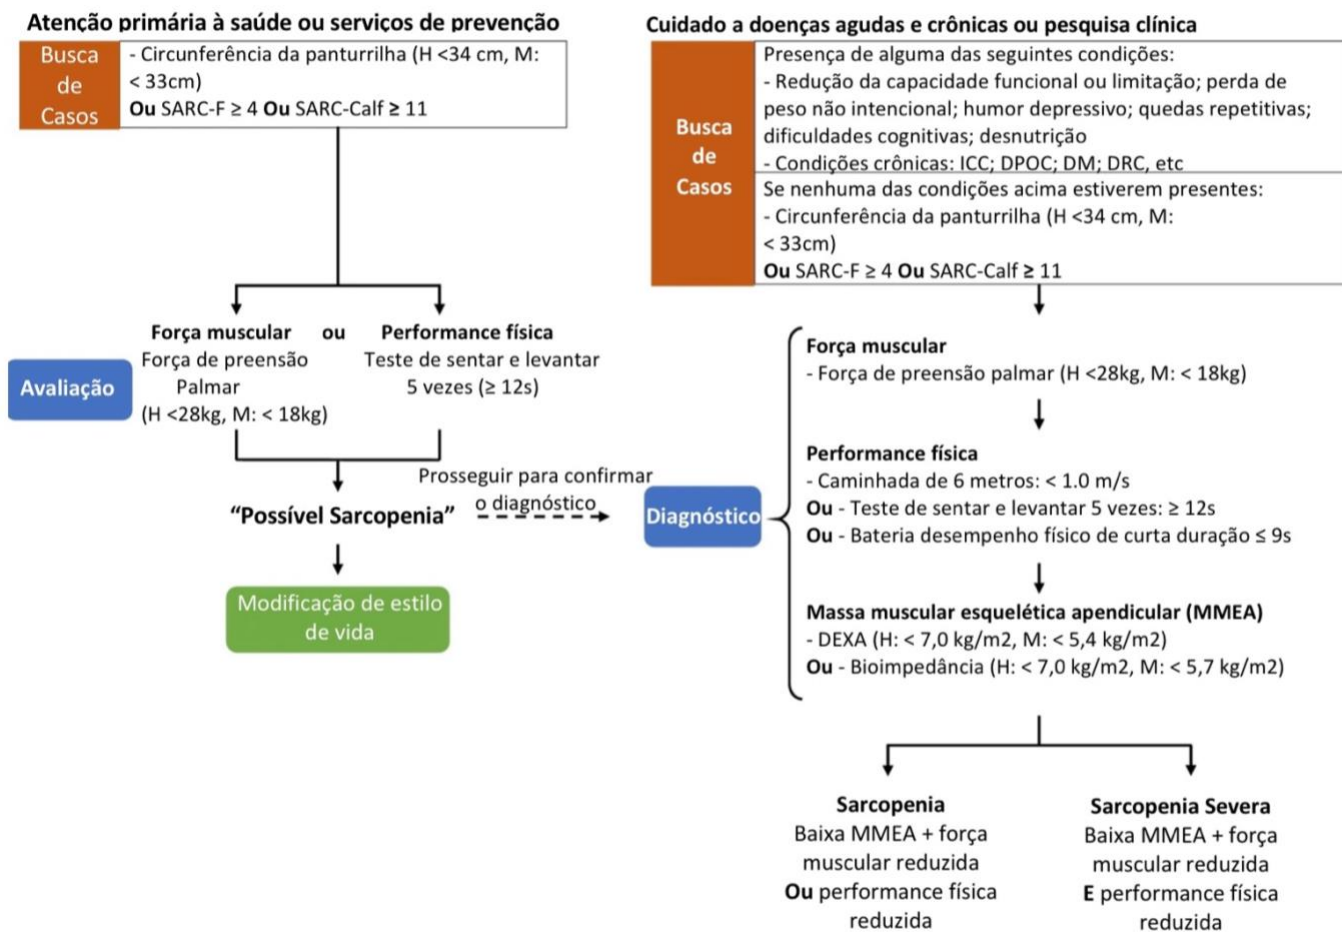 Atenção primária à saúde ou serviços de prevenção
Busca
de
Casos
- Circunferência da panturrilha (H <34 cm, M:
< 33cm)
Ou SARC-F ≥ 4 Ou SARC-Calf ≥ 11
Avaliação
Força muscular
Força de preensão
Palmar
(H <28kg, M: < 18kg)
ou
Performance física
Teste de sentar e levantar
5 vezes (≥ 12s)
“Possível Sarcopenia”
Prosseguir para confirmar
o diagnóstico
Modificação de estilo
de vida
Cuidado a doenças agudas e crônicas ou pesquisa clínica
Busca
de
Casos
Presença de alguma das seguintes condições:
- Redução da capacidade funcional ou limitação; perda de
peso não intencional; humor depressivo; quedas repetitivas;
dificuldades cognitivas; desnutrição
- Condições crônicas: ICC; DPOC; DM; DRC, etc
Se nenhuma das condições acima estiverem presentes:
- Circunferência da panturrilha (H <34 cm, M:
< 33cm)
Ou SARC-F ≥ 4 Ou SARC-Calf ≥ 11
Diagnóstico
Força muscular
- Força de preensão palmar (H <28kg, M: < 18kg)
Performance física
- Caminhada de 6 metros: < 1.0 m/s
Ou - Teste de sentar e levantar 5 vezes: ≥ 12s
Ou - Bateria desempenho físico de curta duração ≤ 9s
Massa muscular esquelética apendicular (MMEA)
- DEXA (H: < 7,0 kg/m2, M: < 5,4 kg/m2)
Ou - Bioimpedância (H: < 7,0 kg/m2, M: < 5,7 kg/m2)
Sarcopenia
Baixa MMEA + força
muscular reduzida
Ou performance física
reduzida
Sarcopenia Severa
Baixa MMEA + força
muscular reduzida
E performance física
reduzida